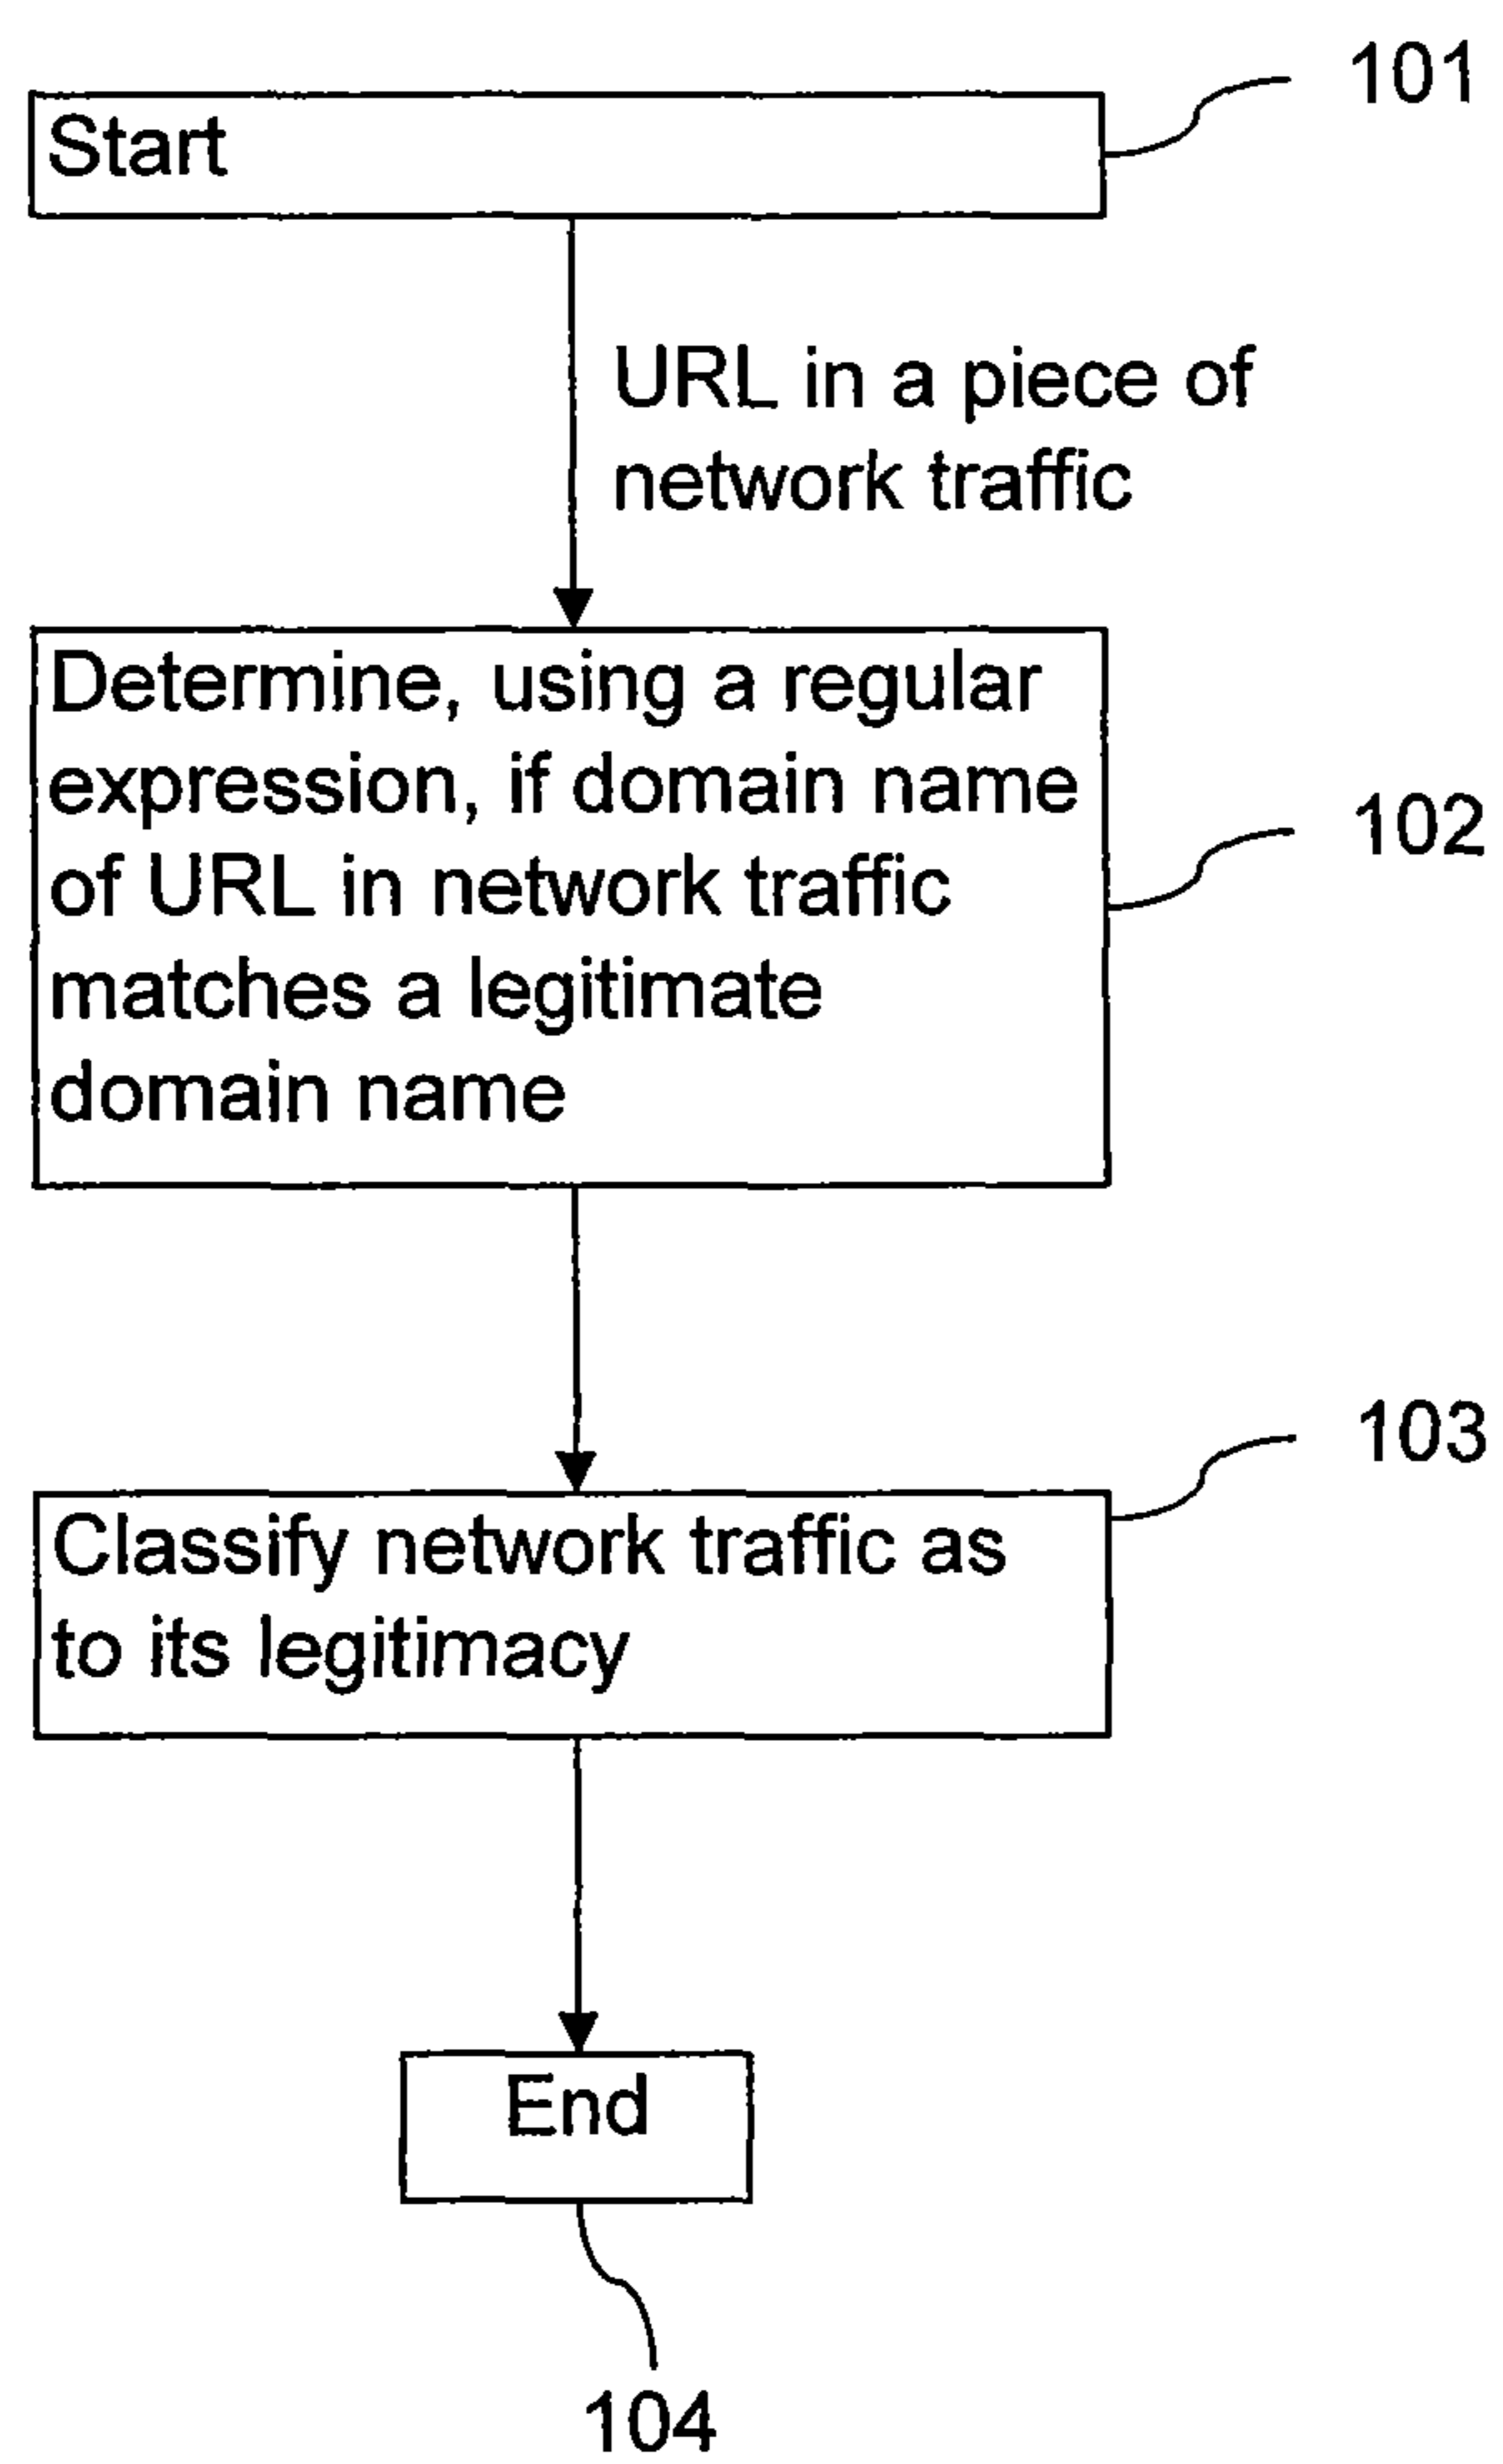 101
Start
URL in a piece of
network traffic
Determine, using a regular
expression, if domain name
of URL in network traffic
matches a legitimate
domain name
102
103
Classify network traffic as
to its legitimacy
End
104